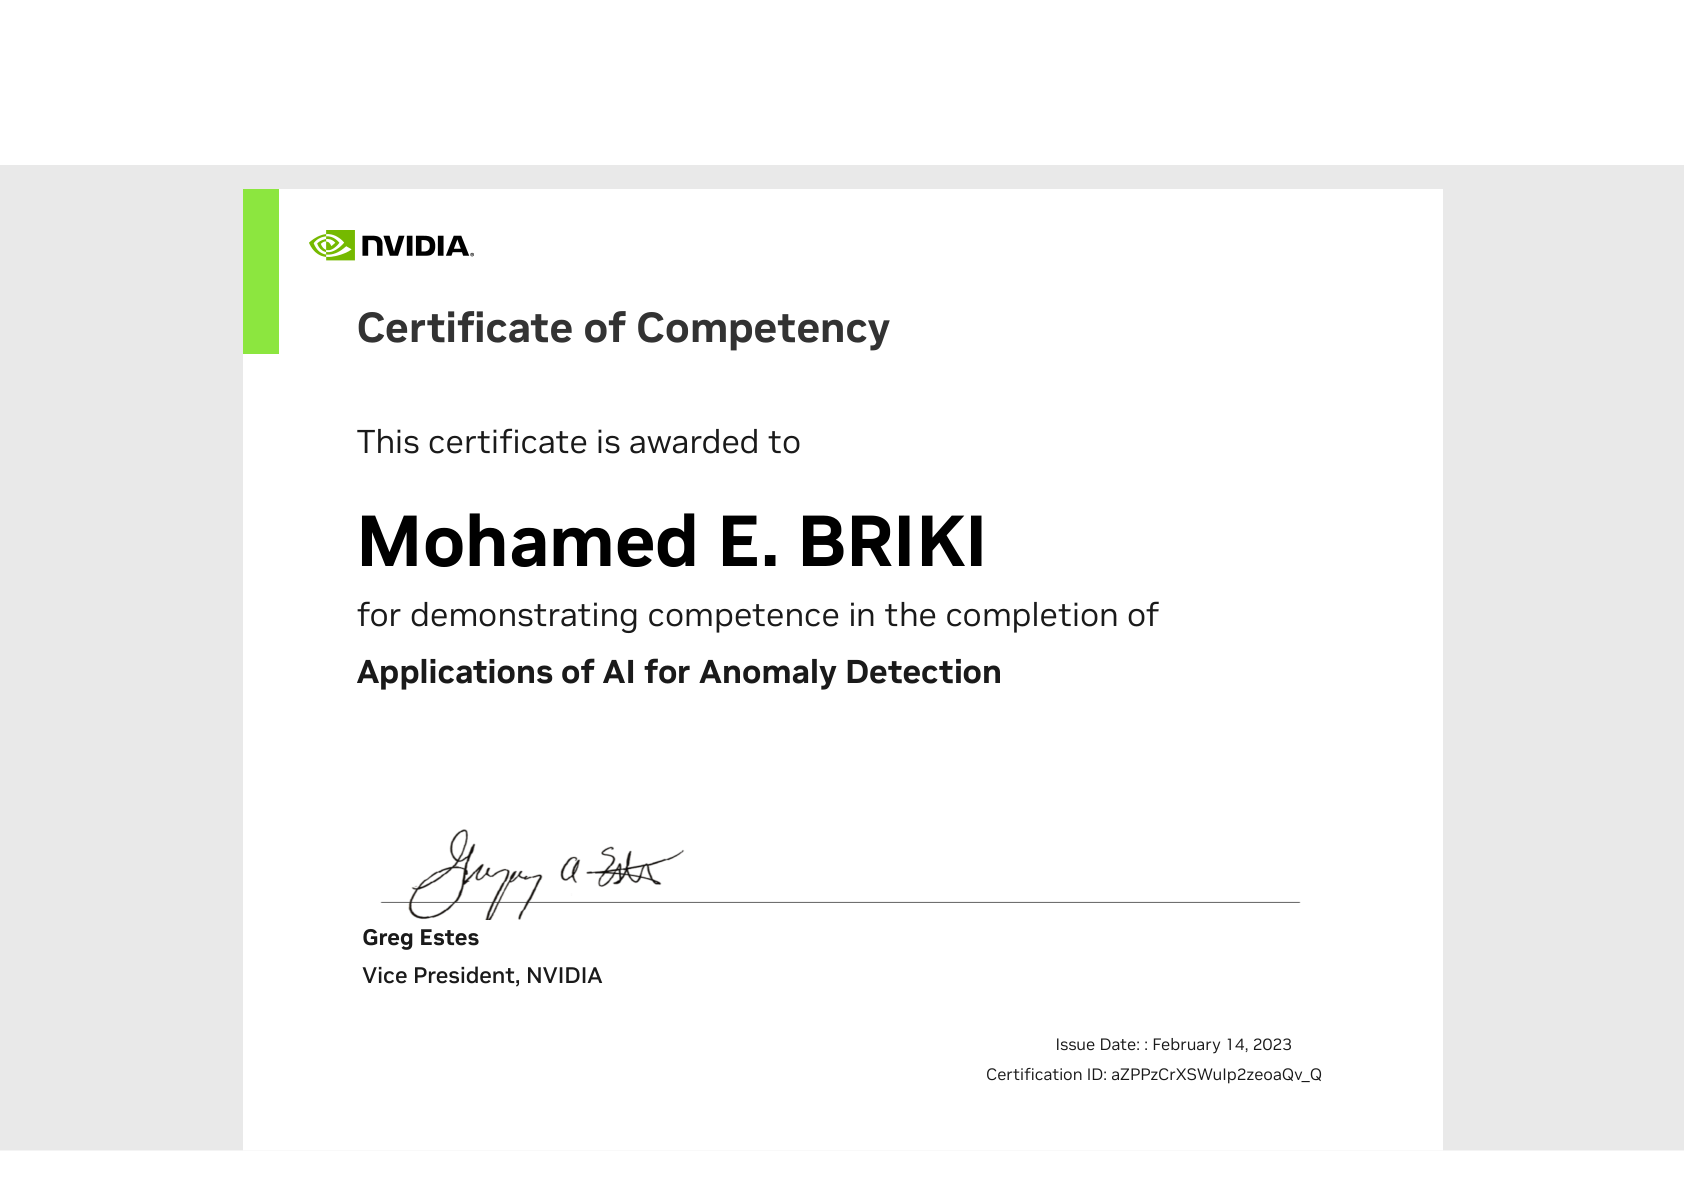 NVIDIA.
Certificate of Competency
This certificate is awarded to
Mohamed E. BRIKI
for demonstrating competence in the completion of
Applications of AI for Anomaly Detection
Gregory A Estes
Greg Estes
Vice President, NVIDIA
Issue Date: : February 14, 2023
Certification ID: aZPPzCrXSWuIp2zeoaQv_Q